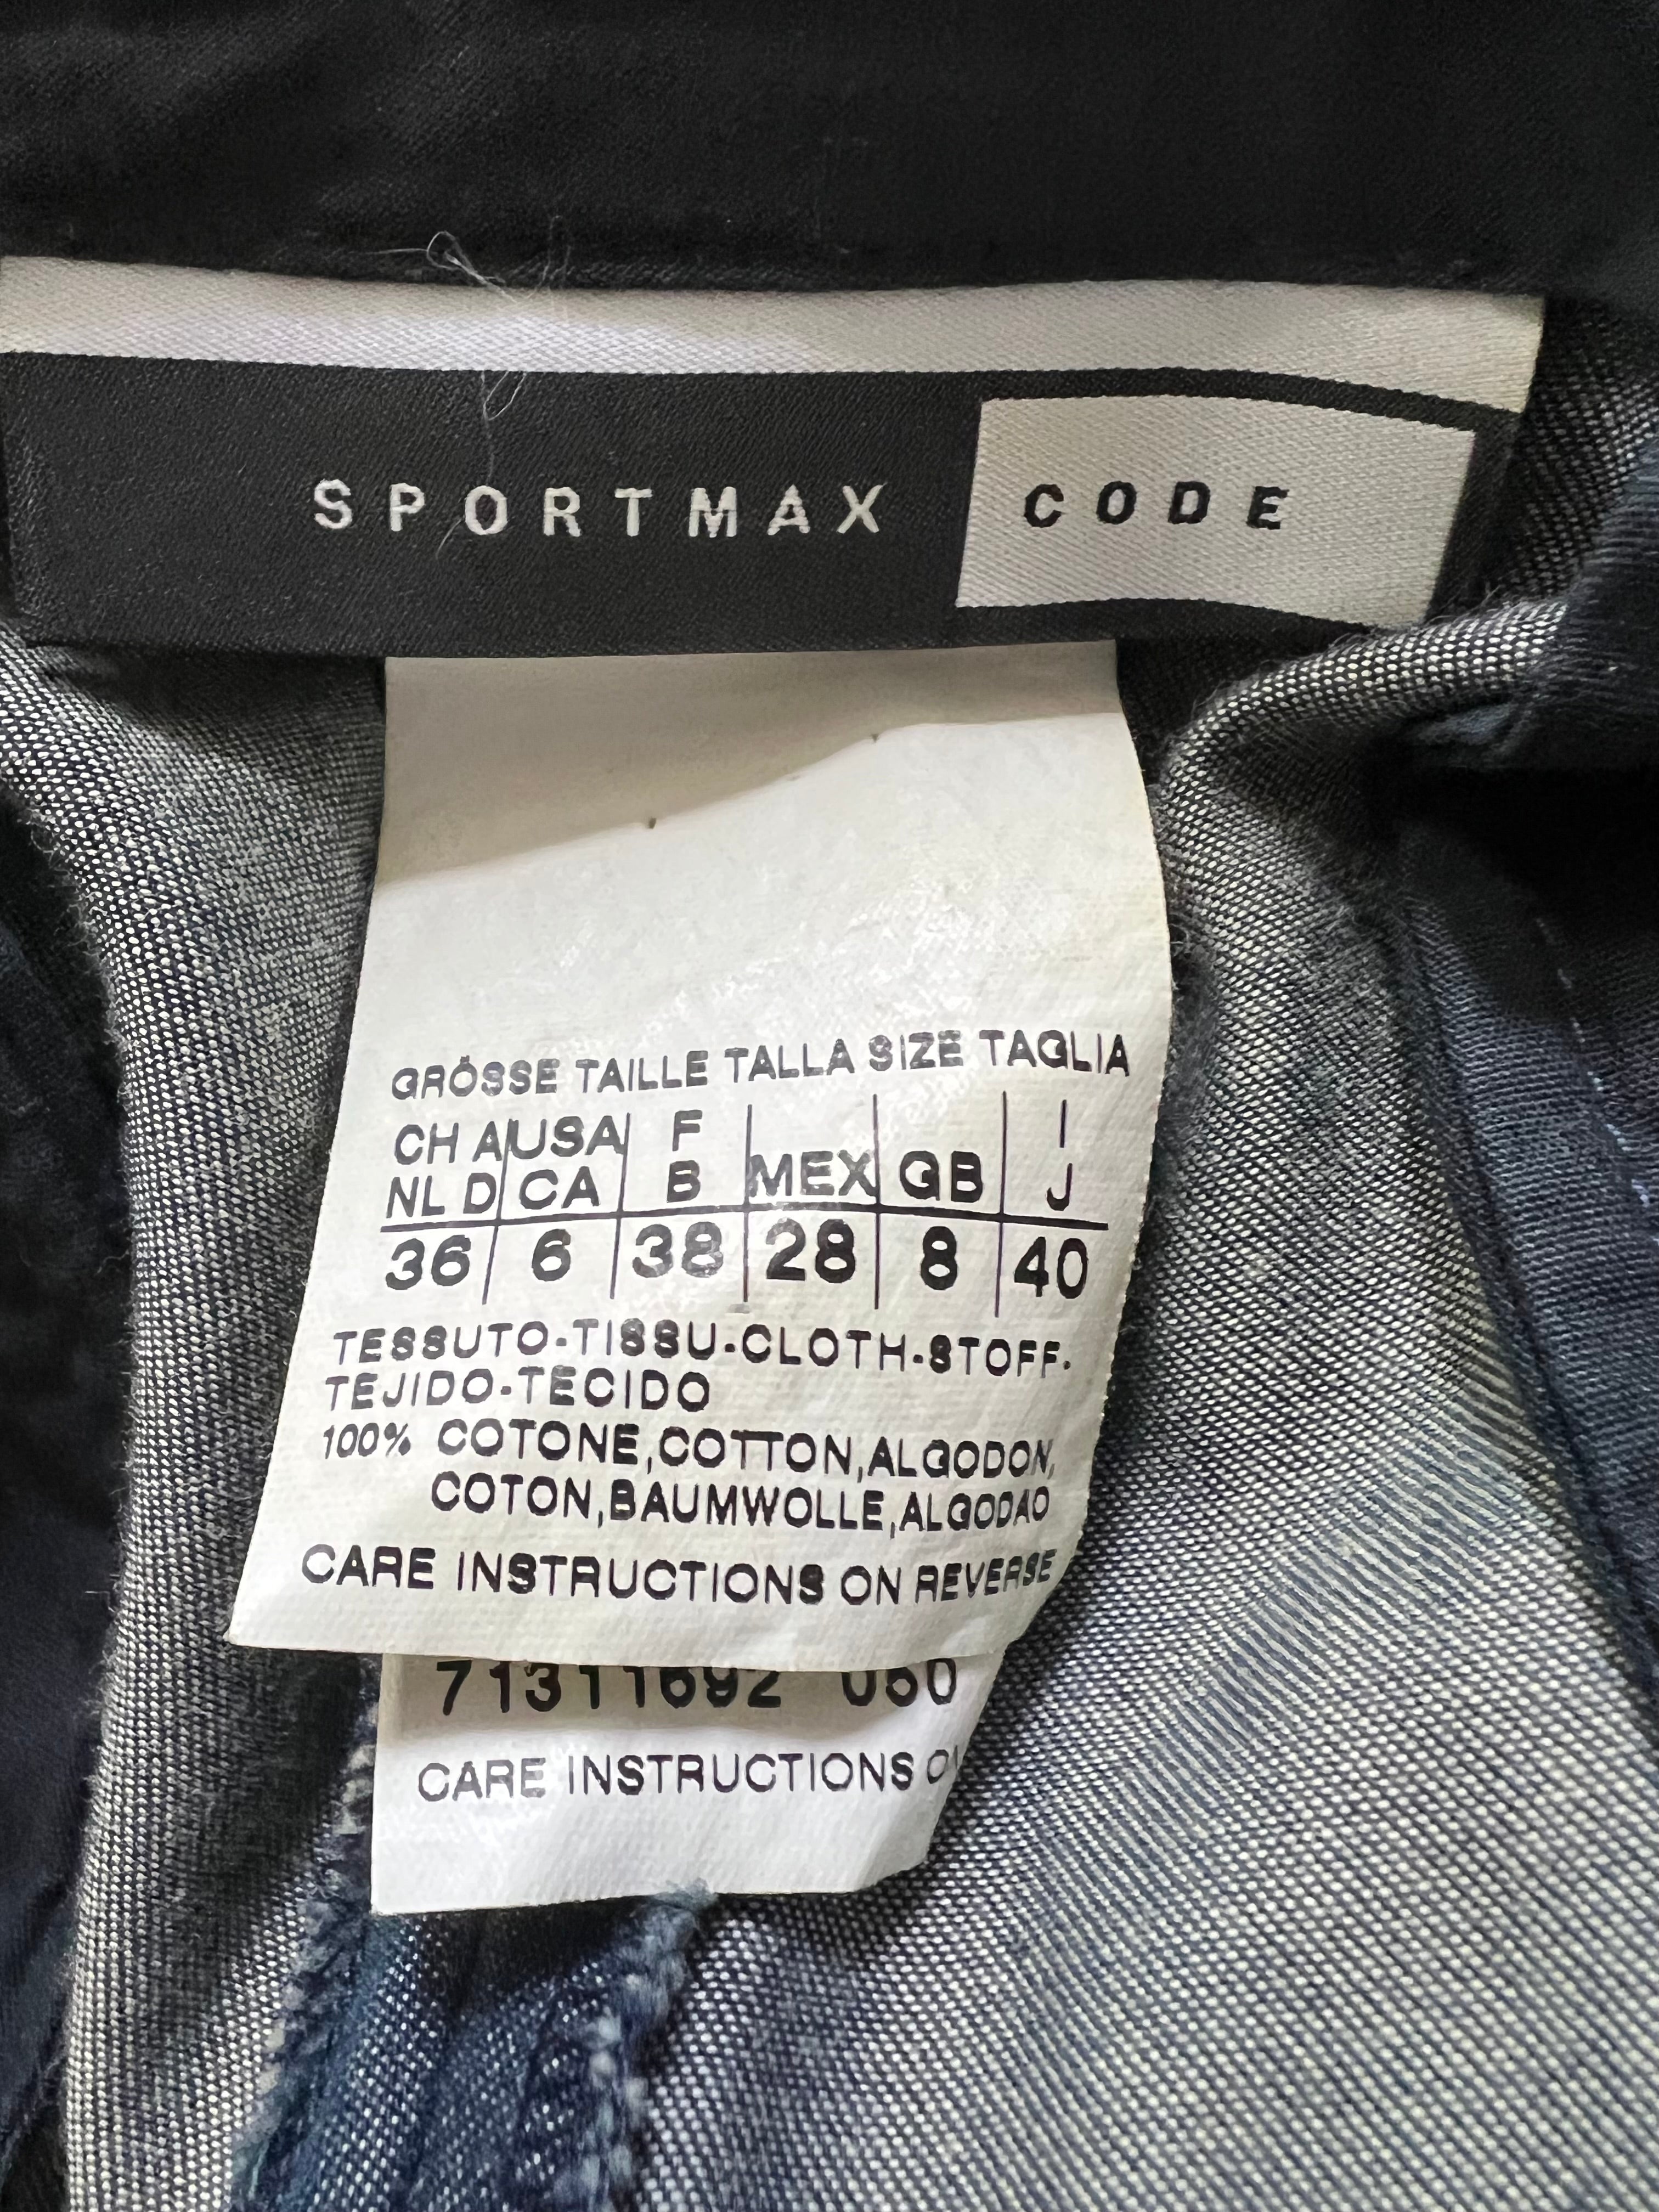 SPORTMAX CODE
GRÖSSE TAILLE TALLA SIZE TAGLIA
CH A USA F I
NL D CA B MEX GB J
36 6 38 28 8 40
TESSUTO-TISSU-CLOTH-STOFF-
TEJIDO-TECIDO
100% COTONE,COTTON,ALGODON,
COTON,BAUMWOLLE,ALGODAO
CARE INSTRUCTIONS ON REVERSE
71311692
CARE INSTRUCTIONS